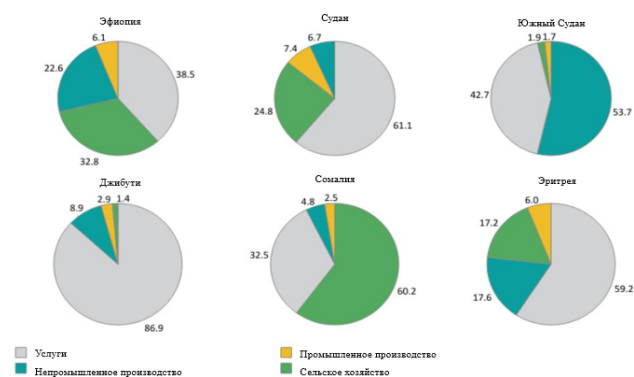 Эфиопия
6.1
22.6
38.5
32.8
Судан
6.7
7.4
24.8
61.1
Южный Судан
1.9 1.7
42.7
53.7
Джибути
2.9 1.4
8.9
86.9
Сомалия
2.5
4.8
32.5
60.2
Эритрея
6.0
17.2
17.6
59.2
Услуги
Непромышленное производство
Промышленное производство
Сельское хозяйство